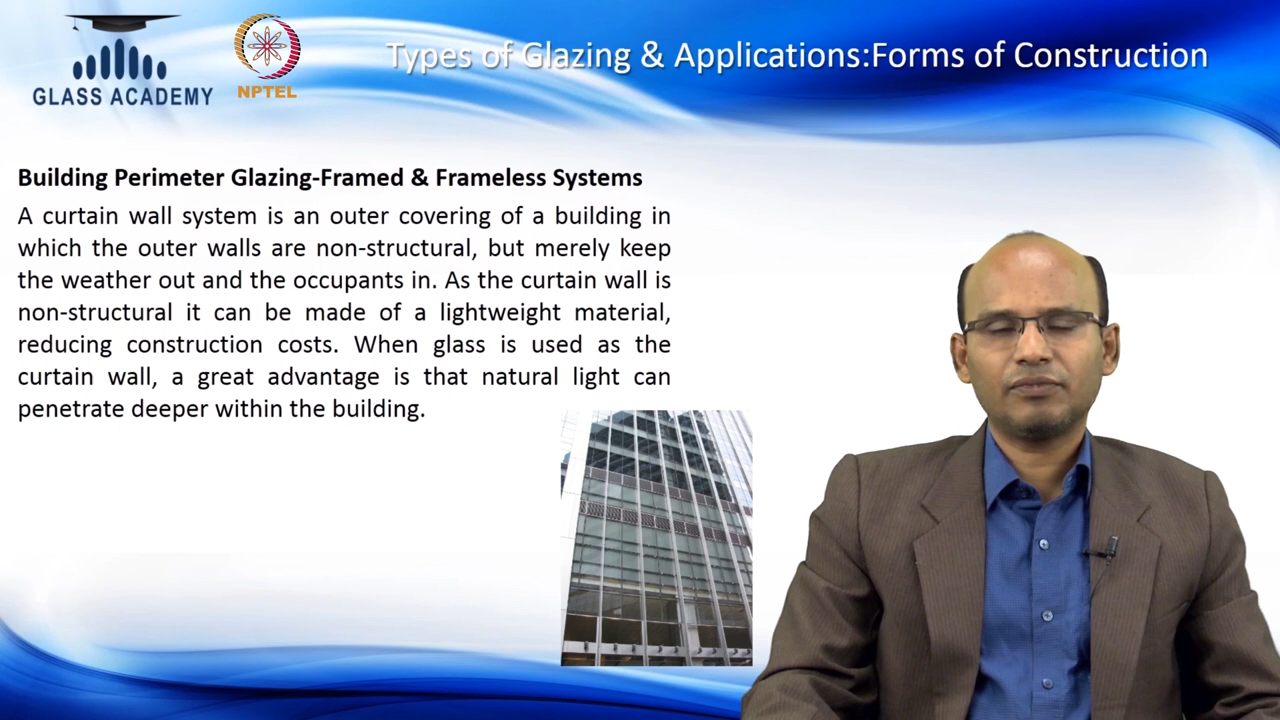 GLASS ACADEMY
NPTEL
Types of Glazing & Applications:Forms of Construction
Building Perimeter Glazing-Framed & Frameless Systems
A curtain wall system is an outer covering of a building in
which the outer walls are non-structural, but merely keep
the weather out and the occupants in. As the curtain wall is
non-structural it can be made of a lightweight material,
reducing construction costs. When glass is used as the
curtain wall, a great advantage is that natural light can
penetrate deeper within the building.